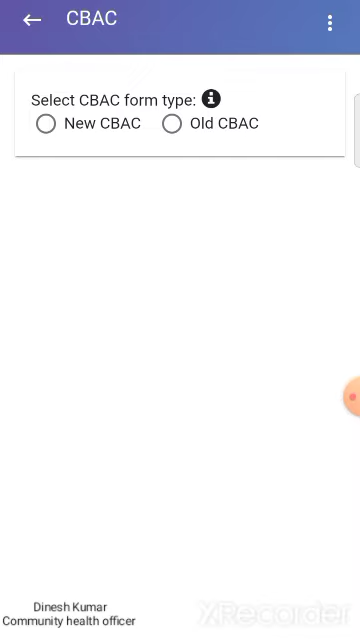 CBAC
Select CBAC form type:
New CBAC Old CBAC
Dinesh Kumar
Community health officer
XRecorder